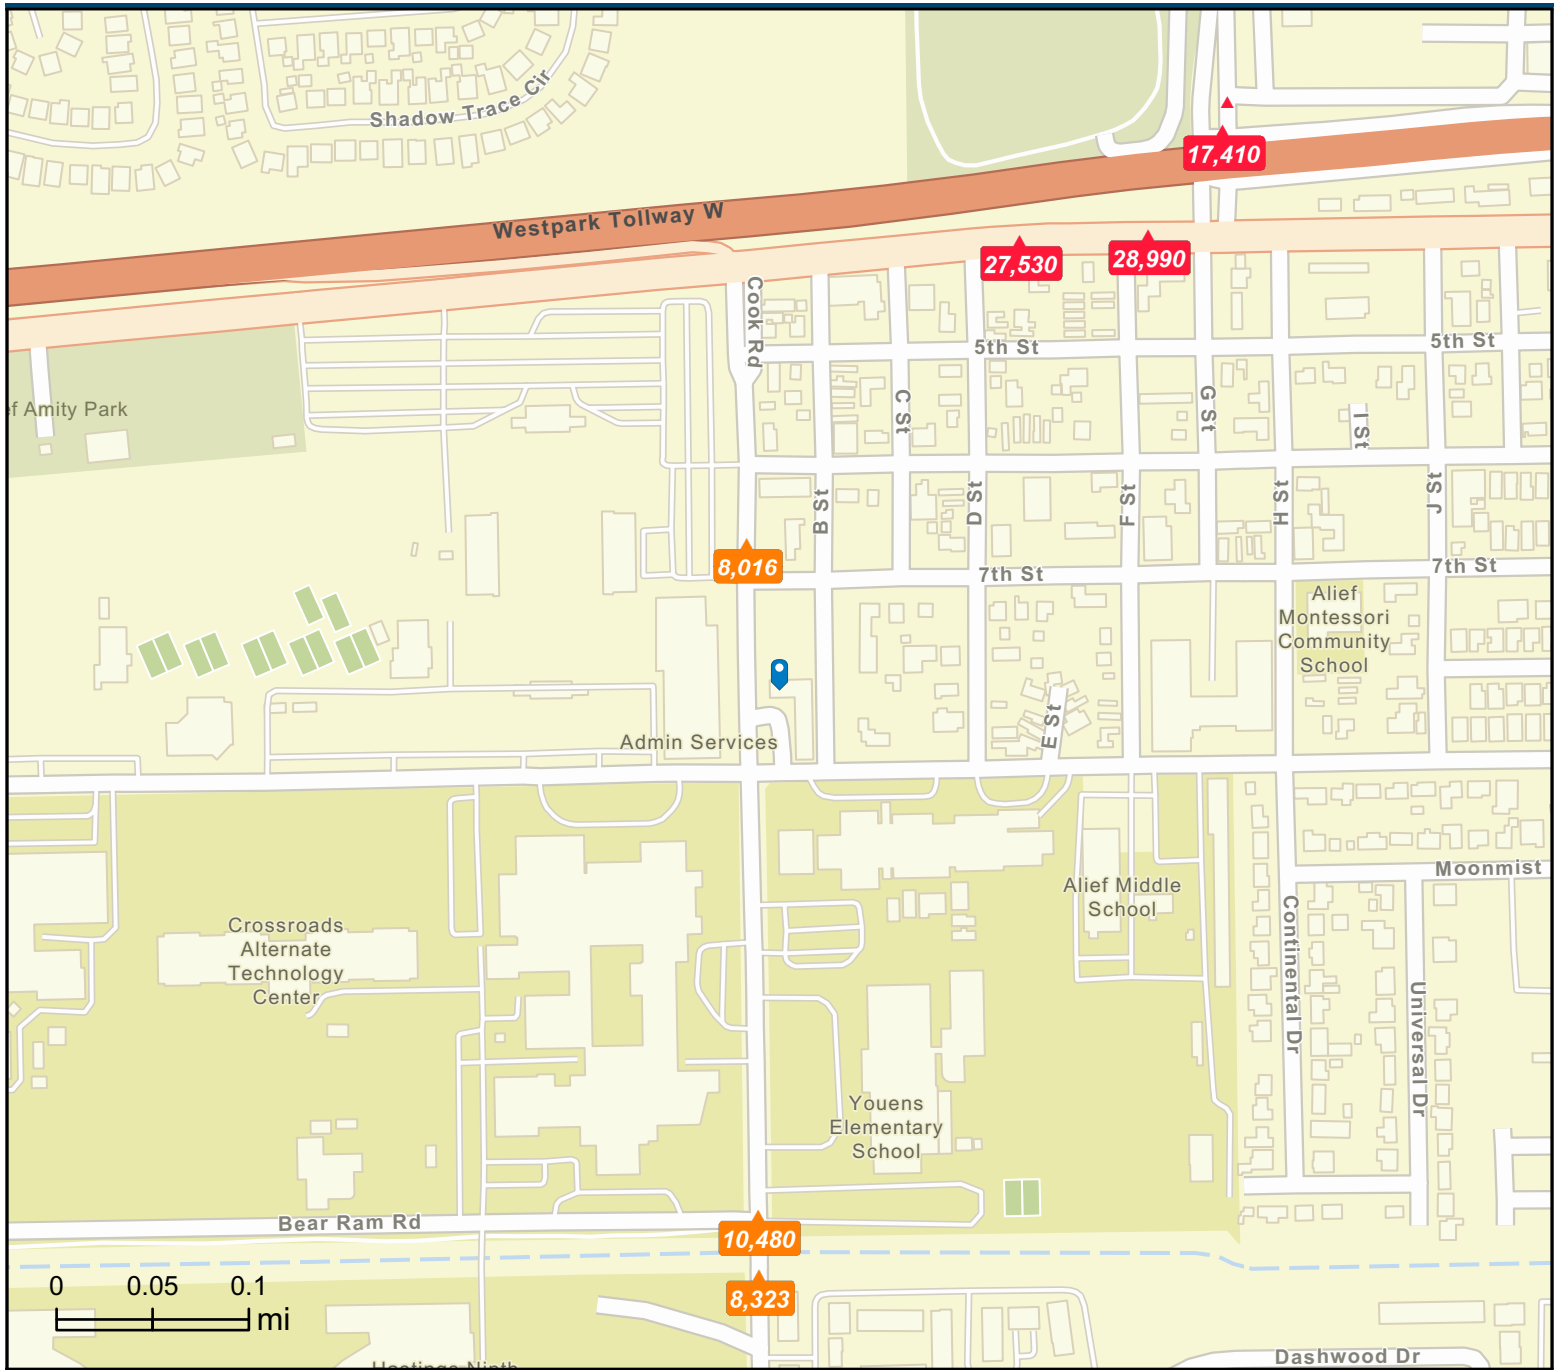 Shadow Trace Cir
17,410
Westpark Tollway W
27,530
28,990
Cook Rd
5th St
5th St
ef Amity Park
C St
G St
I St
B St
D St
F St
H St
J St
8,016
7th St
7th St
Alief
Montessori
Community
School
E St
Admin Services
Moonmist
Alief Middle
School
Crossroads
Alternate
Technology
Center
Continental Dr
Universal Dr
Youens
Elementary
School
Bear Ram Rd
10,480
8,323
0 0.05 0.1
mi
Hastings Ninth
Dashwood Dr